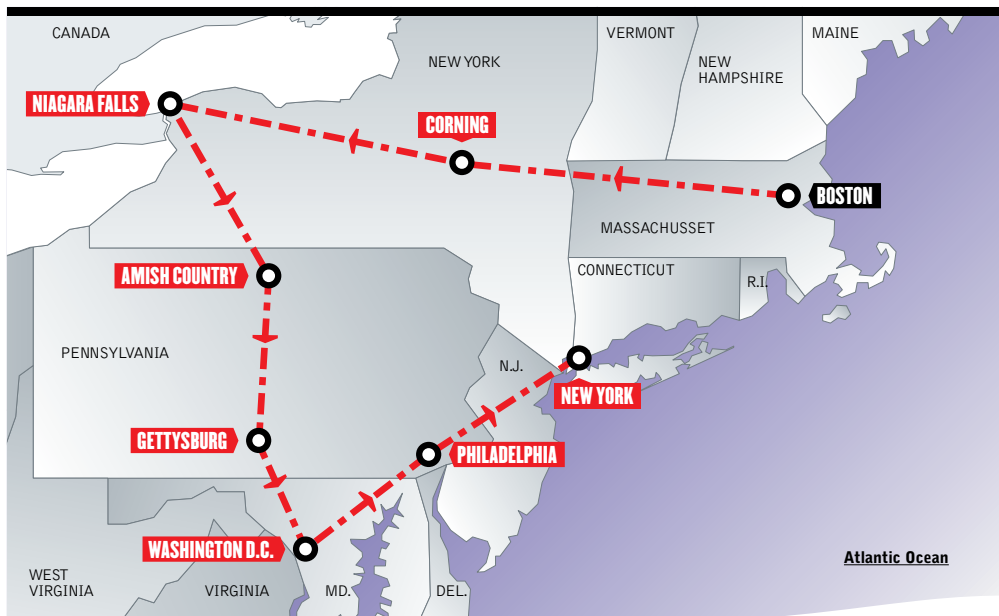 CANADA
NEW YORK
VERMONT
NEW
HAMPSHIRE
MAINE
NIAGARA FALLS
CORNING
BOSTON
MASSACHUSSET
CONNECTICUT
R.I.
AMISH COUNTRY
PENNSYLVANIA
N.J.
NEW YORK
GETTYSBURG
PHILADELPHIA
WASHINGTON D.C.
Atlantic Ocean
WEST
VIRGINIA
VIRGINIA
MD.
DEL.